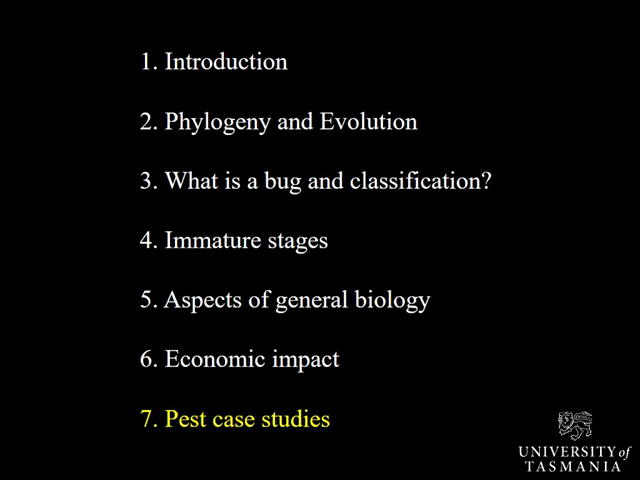 1. Introduction
2. Phylogeny and Evolution
3. What is a bug and classification?
4. Immature stages
5. Aspects of general biology
6. Economic impact
7. Pest case studies
UNIVERSITY of
TASMANIA